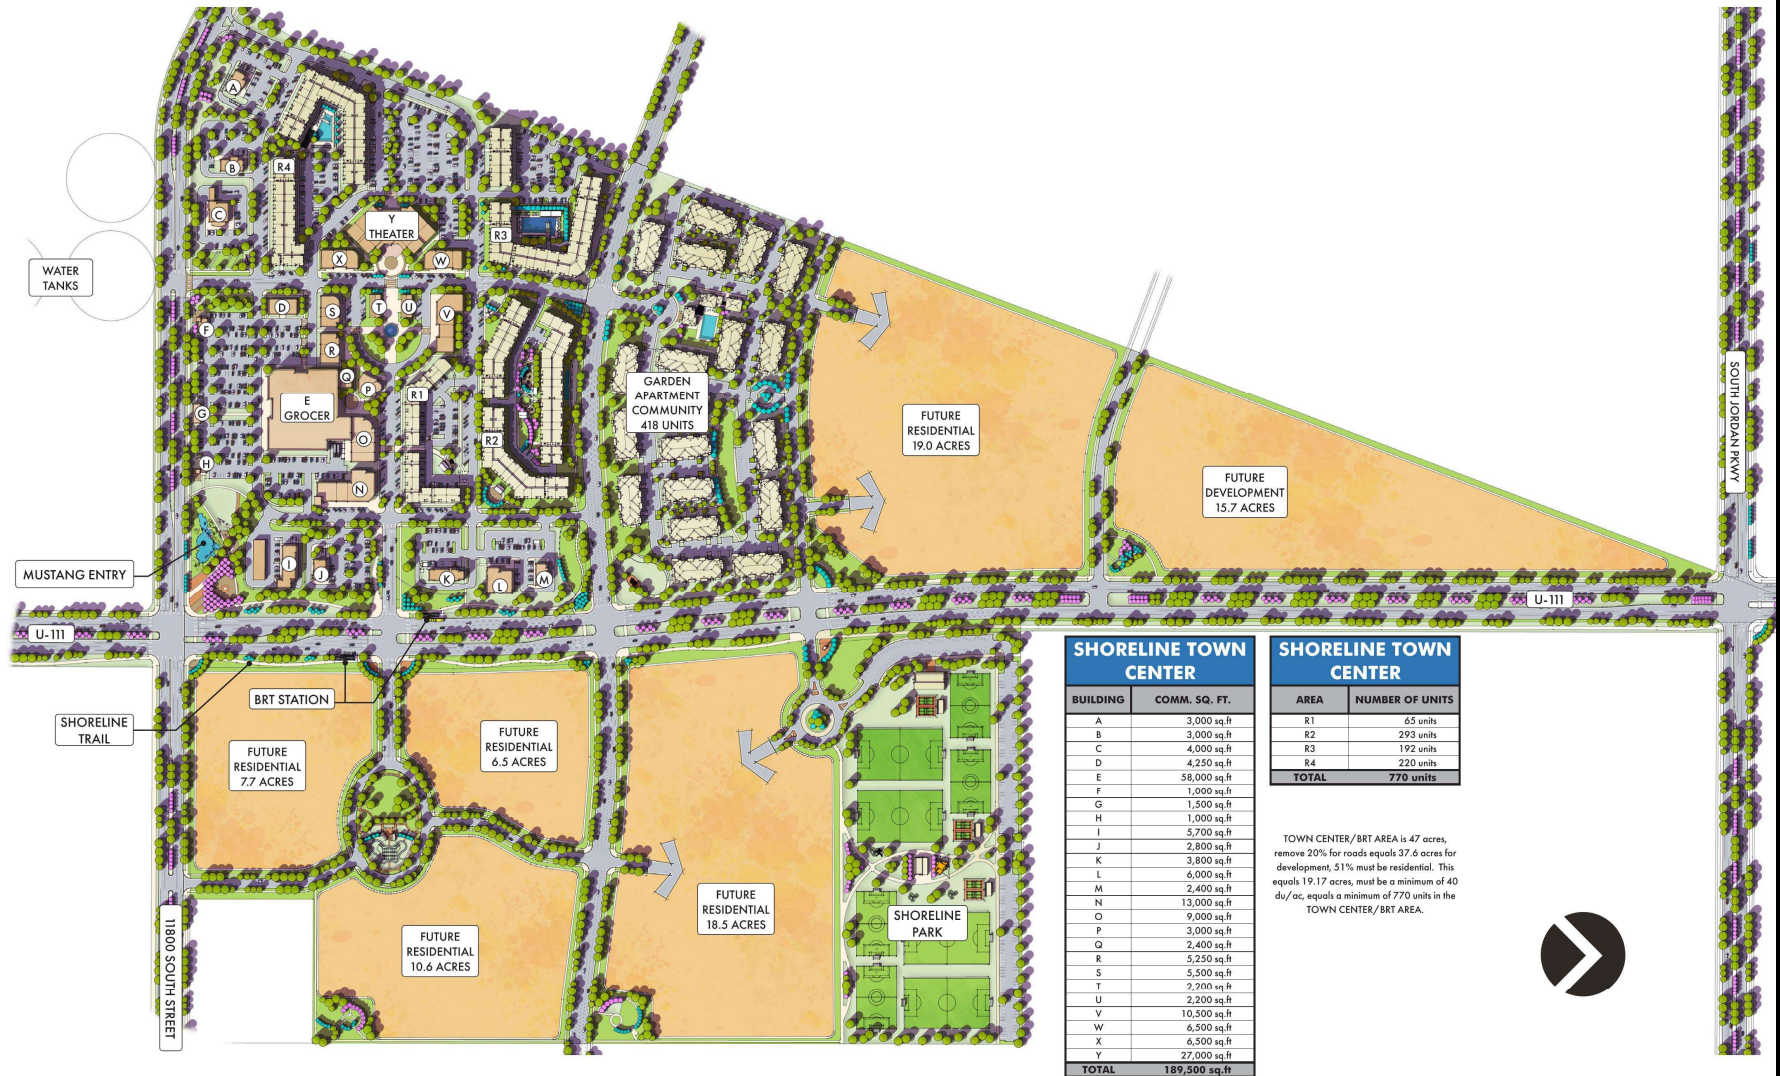 A
B
R4
C
Y
THEATER
R3
X
W
WATER
TANKS
D
S
T
U
V
F
R
Q
P
E
GROCER
R1
GARDEN
APARTMENT
COMMUNITY
418 UNITS
G
O
R2
H
N
FUTURE
RESIDENTIAL
19.0 ACRES
FUTURE
DEVELOPMENT
15.7 ACRES
SOUTH JORDAN PKWY
MUSTANG ENTRY
I
J
K
L
M
U-111
U-111
BRT STATION
SHORELINE
TRAIL
FUTURE
RESIDENTIAL
7.7 ACRES
FUTURE
RESIDENTIAL
6.5 ACRES
FUTURE
RESIDENTIAL
18.5 ACRES
FUTURE
RESIDENTIAL
10.6 ACRES
SHORELINE
PARK
11800 SOUTH STREET
SHORELINE TOWN
CENTER
BUILDING COMM. SQ. FT.
A 3,000 sq.ft
B 3,000 sq.ft
C 4,000 sq.ft
D 4,250 sq.ft
E 58,000 sq.ft
F 1,000 sq.ft
G 1,500 sq.ft
H 1,000 sq.ft
I 5,700 sq.ft
J 2,800 sq.ft
K 3,800 sq.ft
L 6,000 sq.ft
M 2,400 sq.ft
N 13,000 sq.ft
O 9,000 sq.ft
P 3,000 sq.ft
Q 2,400 sq.ft
R 5,250 sq.ft
S 5,500 sq.ft
T 2,200 sq.ft
U 2,200 sq.ft
V 10,500 sq.ft
W 6,500 sq.ft
X 6,500 sq.ft
Y 27,000 sq.ft
TOTAL 189,500 sq.ft
SHORELINE TOWN
CENTER
AREA NUMBER OF UNITS
R1 65 units
R2 293 units
R3 192 units
R4 220 units
TOTAL 770 units
TOWN CENTER/BRT AREA is 47 acres,
remove 20% for roads equals 37.6 acres for
development, 51% must be residential. This
equals 19.17 acres, must be a minimum of 40
du/ac, equals a minimum of 770 units in the
TOWN CENTER/BRT AREA.